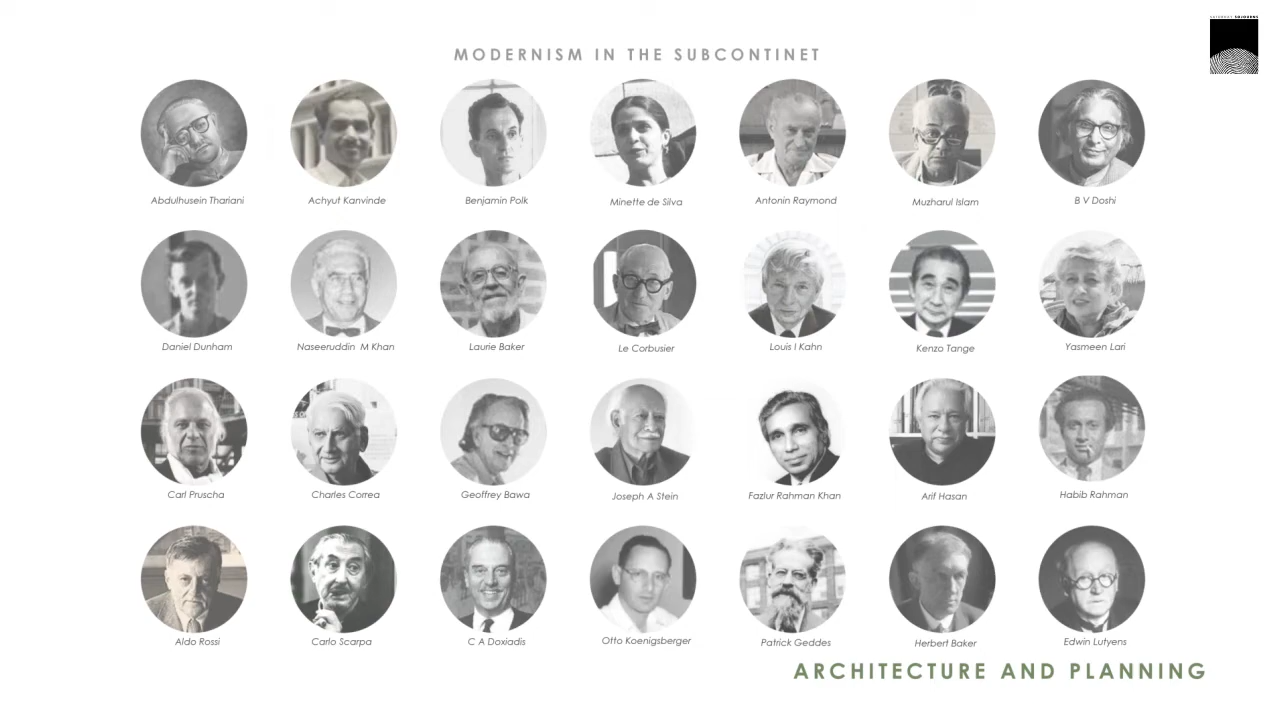 SATURDAY SOJOURNS
MODERNISM IN THE SUBCONTINET
Abdulhusein Thariani
Achyut Kanvinde
Benjamin Polk
Minette de Silva
Antonin Raymond
Muzharul Islam
B V Doshi
Daniel Dunham
Naseeruddin M Khan
Laurie Baker
Le Corbusier
Louis I Kahn
Kenzo Tange
Yasmeen Lari
Carl Pruscha
Charles Correa
Geoffrey Bawa
Joseph A Stein
Fazlur Rahman Khan
Arif Hasan
Habib Rahman
Aldo Rossi
Carlo Scarpa
C A Doxiadis
Otto Koenigsberger
Patrick Geddes
Herbert Baker
Edwin Lutyens
ARCHITECTURE AND PLANNING